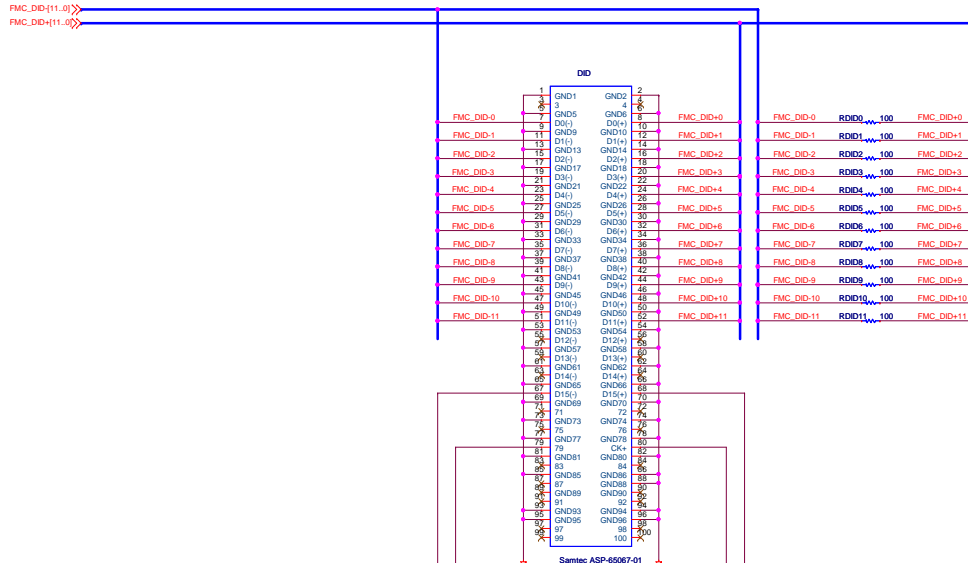 FMC_DID-[11..0]
FMC_DID+[11..0]
DID
1 GND1 GND2 2
3 4
GND5 GND6
FMC_DID-0 7 D0(-) D0(+) 8 FMC_DID+0 FMC_DID-0 RDID0 100 FMC_DID+0
9 GND9 GND10 10
FMC_DID-1 11 D1(-) D1(+) 12 FMC_DID+1 FMC_DID-1 RDID1 100 FMC_DID+1
13 GND13 GND14 14
FMC_DID-2 15 D2(-) D2(+) 16 FMC_DID+2 FMC_DID-2 RDID2 100 FMC_DID+2
17 GND17 GND18 18
FMC_DID-3 19 D3(-) D3(+) 20 FMC_DID+3 FMC_DID-3 RDID3 100 FMC_DID+3
21 GND21 GND22 22
FMC_DID-4 23 D4(-) D4(+) 24 FMC_DID+4 FMC_DID-4 RDID4 100 FMC_DID+4
25 GND25 GND26 26
FMC_DID-5 27 D5(-) D5(+) 28 FMC_DID+5 FMC_DID-5 RDID5 100 FMC_DID+5
29 GND29 GND30 30
FMC_DID-6 31 D6(-) D6(+) 32 FMC_DID+6 FMC_DID-6 RDID6 100 FMC_DID+6
33 GND33 GND34 34
FMC_DID-7 35 D7(-) D7(+) 36 FMC_DID+7 FMC_DID-7 RDID7 100 FMC_DID+7
37 GND37 GND38 38
FMC_DID-8 39 D8(-) D8(+) 40 FMC_DID+8 FMC_DID-8 RDID8 100 FMC_DID+8
41 GND41 GND42 42
FMC_DID-9 43 D9(-) D9(+) 44 FMC_DID+9 FMC_DID-9 RDID9 100 FMC_DID+9
45 GND45 GND46 46
FMC_DID-10 47 D10(-) D10(+) 48 FMC_DID+10 FMC_DID-10 RDID10 100 FMC_DID+10
49 GND49 GND50 50
FMC_DID-11 51 D11(-) D11(+) 52 FMC_DID+11 FMC_DID-11 RDID11 100 FMC_DID+11
53 GND53 GND54 54
55 D12(-) D12(+) 56
57 GND57 GND58 58
59 D13(-) D13(+) 60
61 GND61 GND62 62
63 D14(-) D14(+) 64
65 GND65 GND66 66
67 D15(-) D15(+) 68
69 GND69 GND70 70
71 71 72 72
73 GND73 GND74 74
75 75 76 76
77 GND77 GND78 78
79 79 CK+ 80
81 GND81 GND80 82
83 83 84 84
85 GND85 GND86 86
87 87 GND88 88
89 GND89 GND90 90
91 91 92 92
93 GND93 GND94 94
95 GND95 GND96 96
97 97 98 98
99 99 100 100
Samtec ASP-65067-01